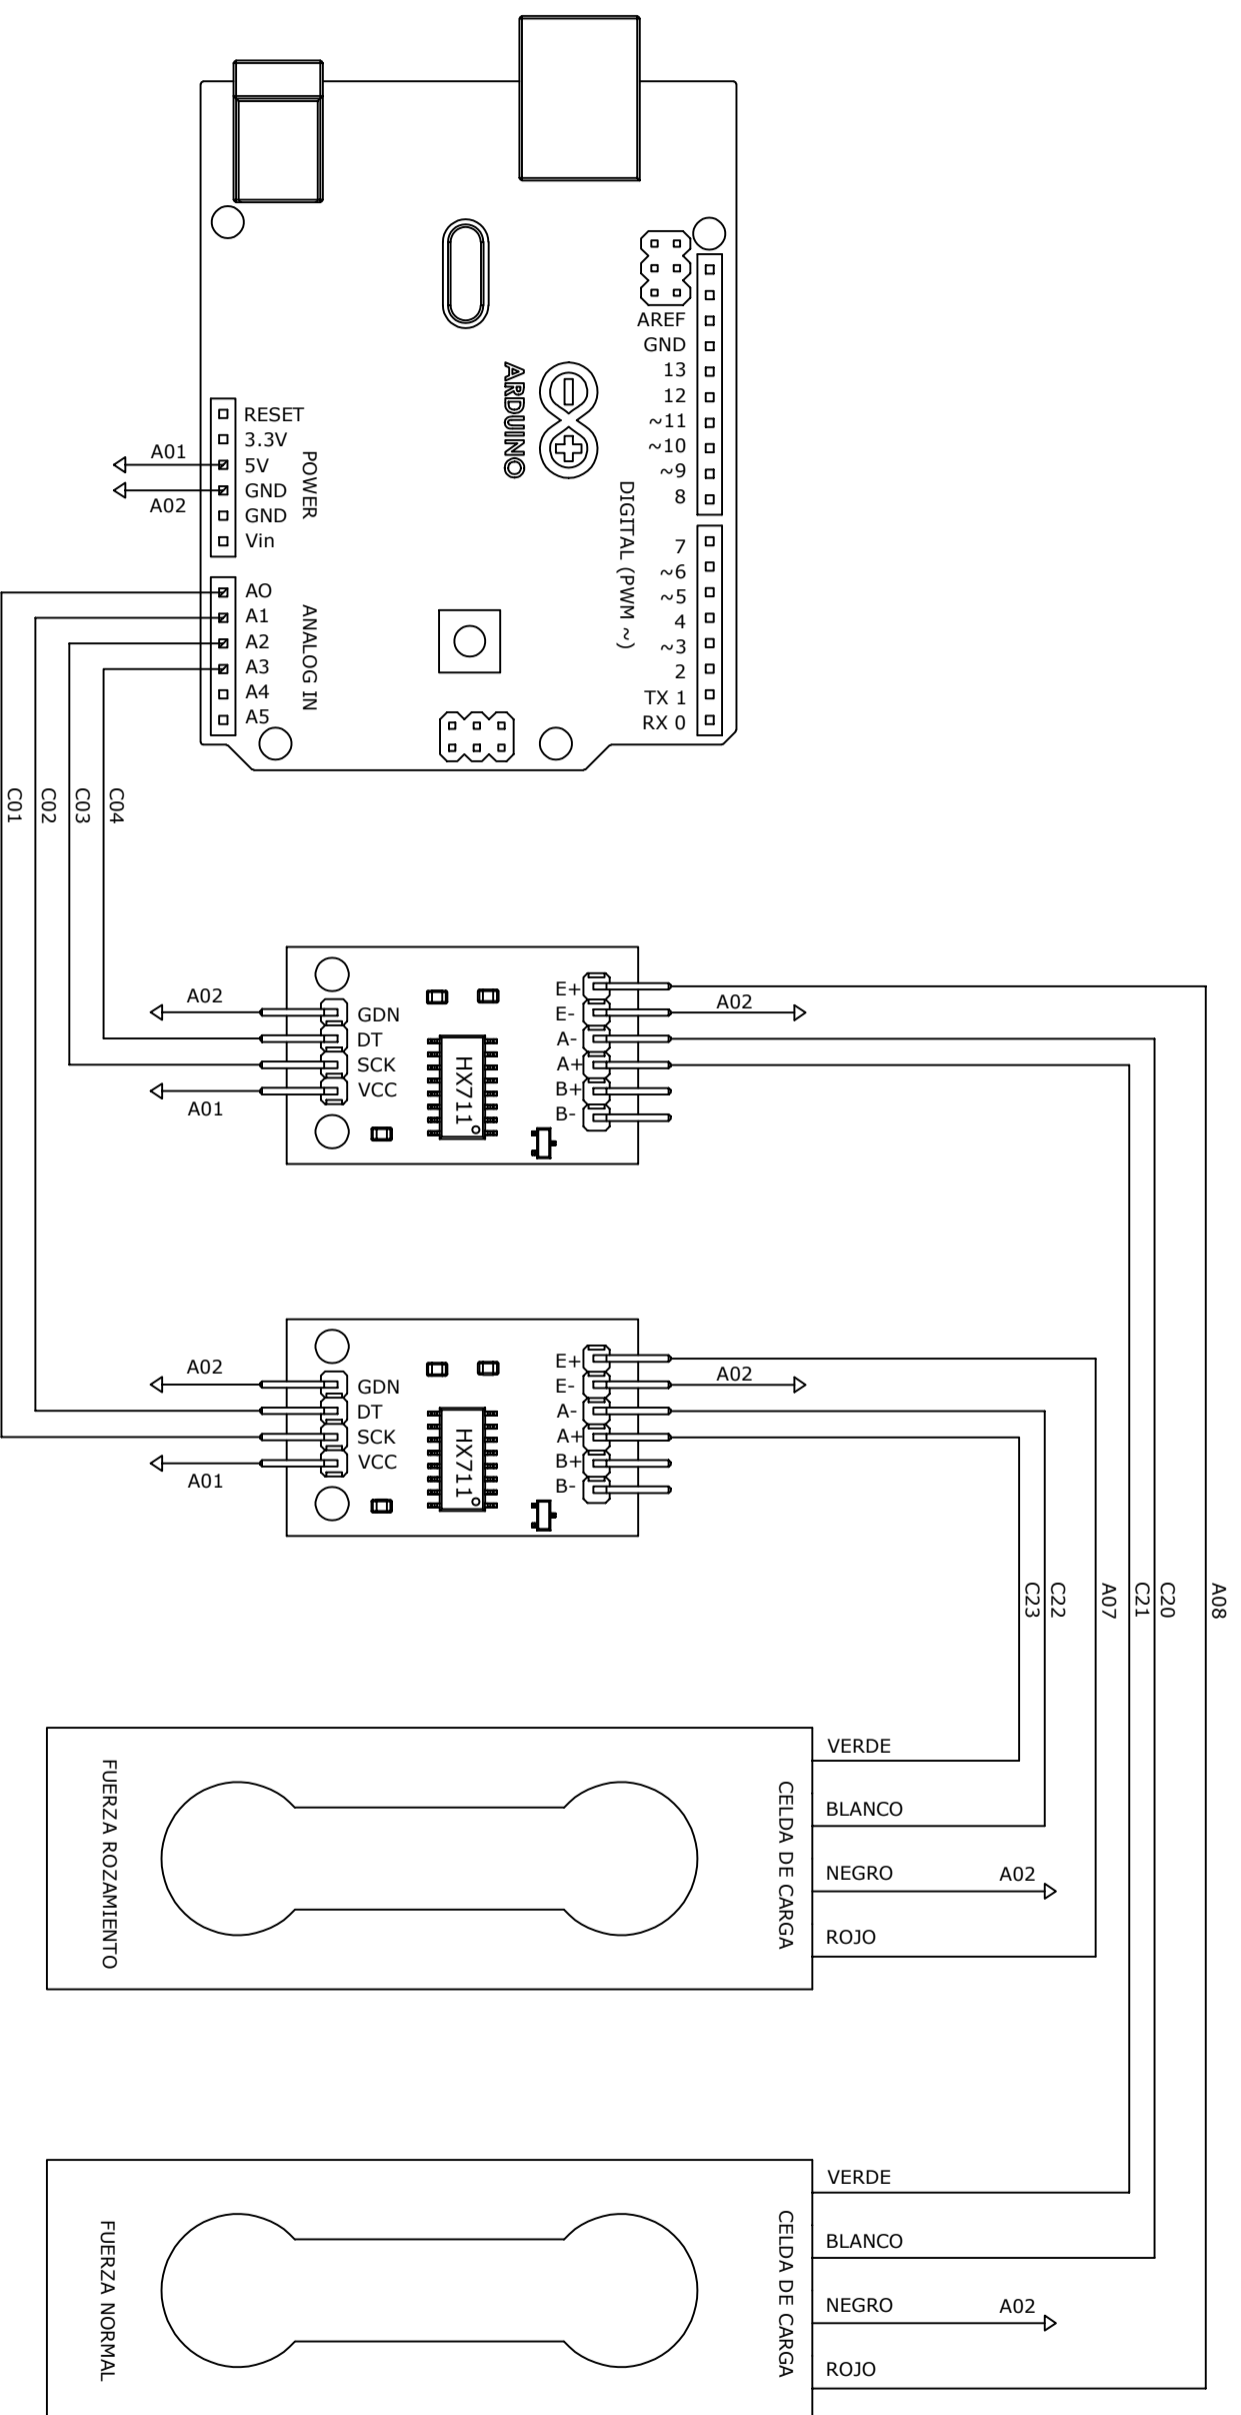 AREF
GND
13
12
~11
~10
~9
8
ARDUINO
DIGITAL (PWM ~)
7
~6
~5
4
~3
2
TX 1
RX 0
RESET
3.3V
5V
GND
GND
Vin
POWER
A01
A02
AO
A1
A2
A3
A4
A5
ANALOG IN
C01
C02
C03
C04
A02
GDN
DT
SCK
VCC
A01
HX711
E+
E-
A-
A+
B+
B-
A02
A02
GDN
DT
SCK
VCC
A01
HX711
E+
E-
A-
A+
B+
B-
A02
C23
C22
A07
C21
C20
A08
FUERZA ROZAMIENTO
CELDA DE CARGA
VERDE
BLANCO
NEGRO
A02
ROJO
FUERZA NORMAL
CELDA DE CARGA
VERDE
BLANCO
NEGRO
A02
ROJO